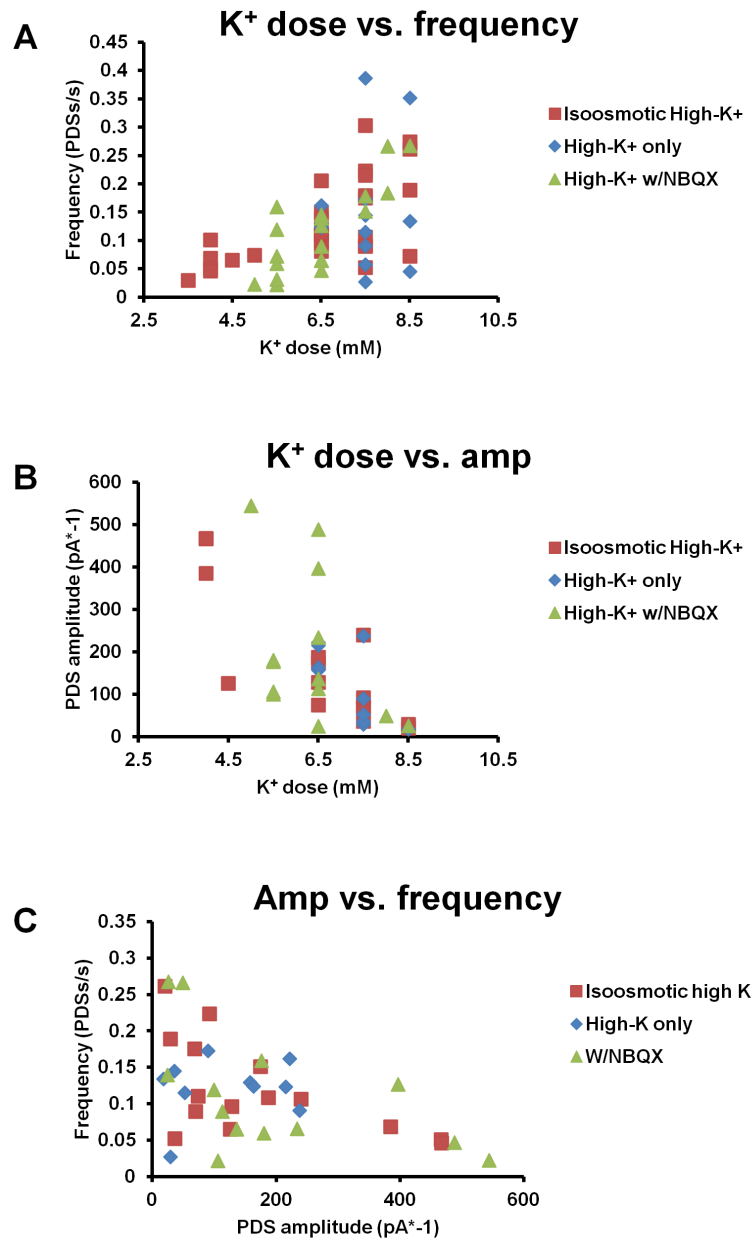 A
K⁺ dose vs. frequency
0.45
0.4
0.35
0.3
0.25
0.2
0.15
0.1
0.05
0
Frequency (PDSs/s)
2.5 4.5 6.5 8.5 10.5
K⁺ dose (mM)
Isoosmotic High-K+
High-K+ only
High-K+ w/NBQX
B
K⁺ dose vs. amp
600
500
400
300
200
100
0
PDS amplitude (pA*-1)
2.5 4.5 6.5 8.5 10.5
K⁺ dose (mM)
Isoosmotic High-K+
High-K+ only
High-K+ w/NBQX
C
Amp vs. frequency
0.35
0.3
0.25
0.2
0.15
0.1
0.05
0
Frequency (PDSs/s)
0 200 400 600
PDS amplitude (pA*-1)
Isoosmotic high K
High-K only
W/NBQX